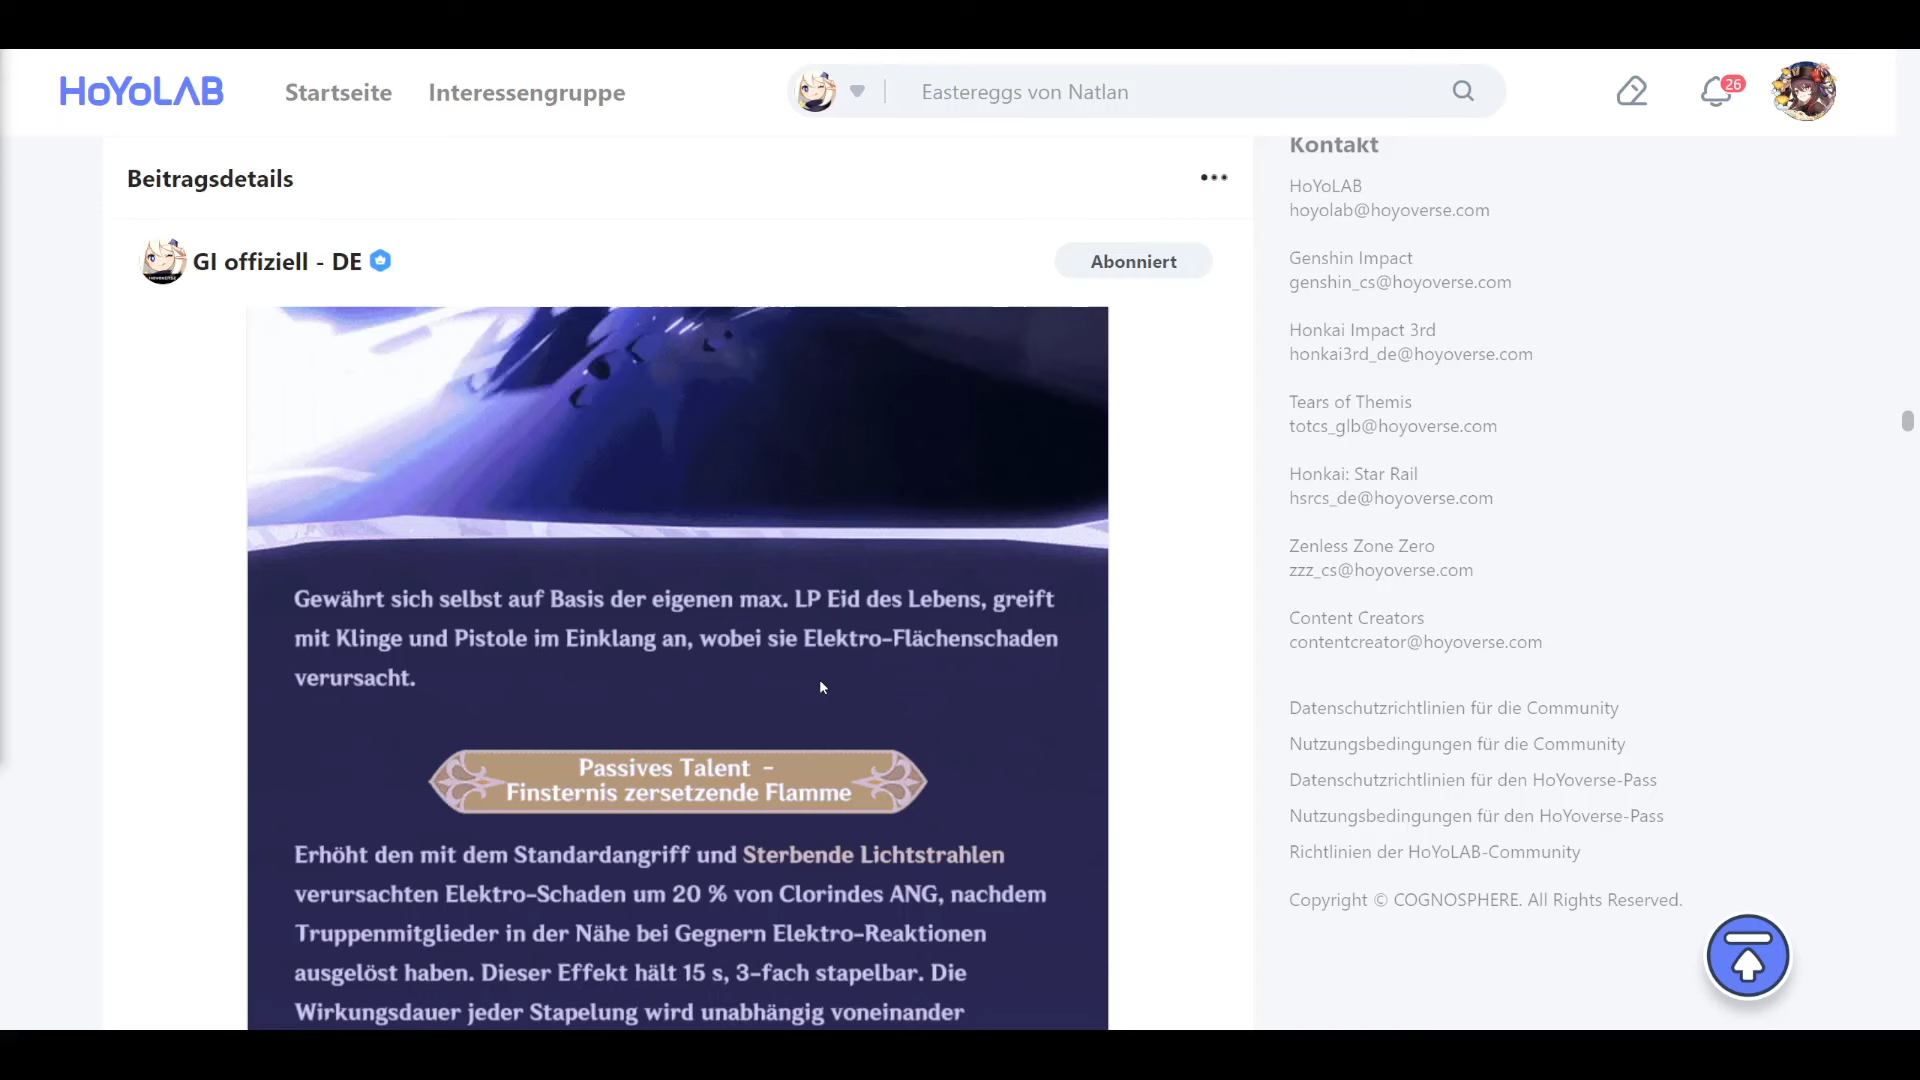 HoYoLAB
Startseite
Interessengruppe
Eastereggs von Natlan
26
Beitragsdetails
GI offiziell - DE
Abonniert
Gewährt sich selbst auf Basis der eigenen max. LP Eid des Lebens, greift
mit Klinge und Pistole im Einklang an, wobei sie Elektro-Flächenschaden
verursacht.
Passives Talent -
Finsternis zersetzende Flamme
Erhöht den mit dem Standardangriff und Sterbende Lichtstrahlen
verursachten Elektro-Schaden um 20 % von Clorindes ANG, nachdem
Truppenmitglieder in der Nähe bei Gegnern Elektro-Reaktionen
ausgelöst haben. Dieser Effekt hält 15 s, 3-fach stapelbar. Die
Wirkungsdauer jeder Stapelung wird unabhängig voneinander
Kontakt
HoYoLAB
hoyolab@hoyoverse.com
Genshin Impact
genshin_cs@hoyoverse.com
Honkai Impact 3rd
honkai3rd_de@hoyoverse.com
Tears of Themis
totcs_glb@hoyoverse.com
Honkai: Star Rail
hsrcs_de@hoyoverse.com
Zenless Zone Zero
zzz_cs@hoyoverse.com
Content Creators
contentcreator@hoyoverse.com
Datenschutzrichtlinien für die Community
Nutzungsbedingungen für die Community
Datenschutzrichtlinien für den HoYoverse-Pass
Nutzungsbedingungen für den HoYoverse-Pass
Richtlinien der HoYoLAB-Community
Copyright © COGNOSPHERE. All Rights Reserved.